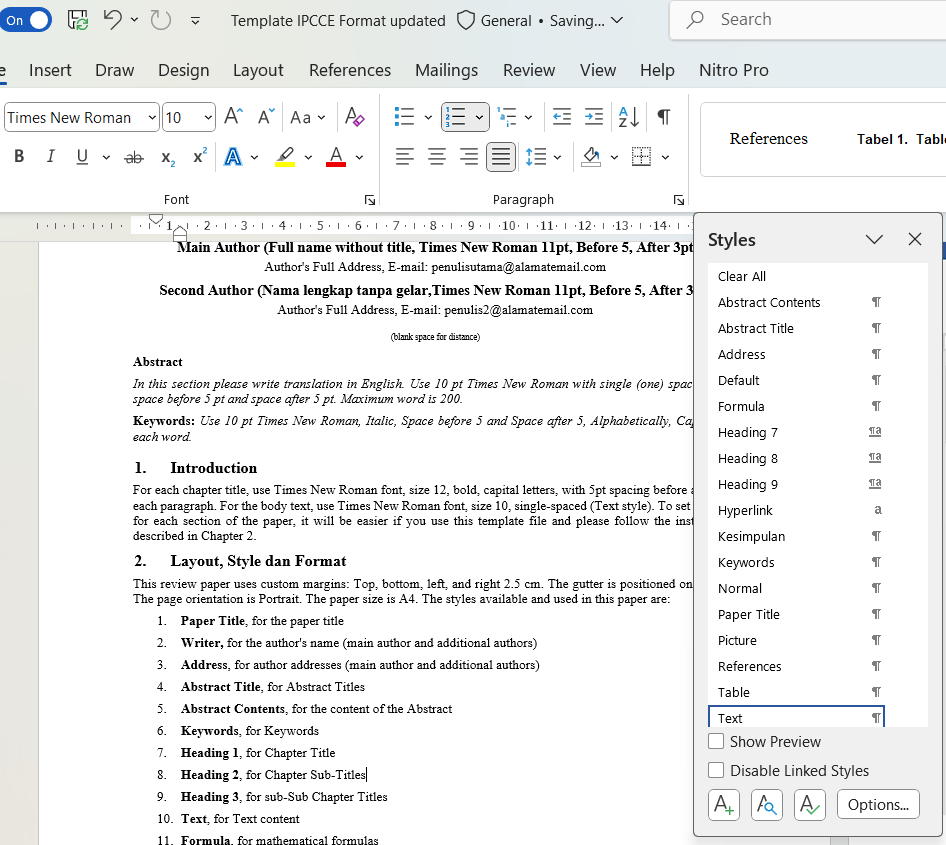 On Template IPCCE Format updated General • Saving... Search
e Insert Draw Design Layout References Mailings Review View Help Nitro Pro
Times New Roman 10 A A Aa A
B I U ab x₂ x² A A
References Tabel 1. Table
Font Paragraph
1 2 3 4 5 6 7 8 9 10 11 12 13 14
Main Author (Full name without title, Times New Roman 11pt, Before 5, After 3pt
Author's Full Address, E-mail: penulisutama@alamatemail.com
Second Author (Nama lengkap tanpa gelar,Times New Roman 11pt, Before 5, After 3
Author's Full Address, E-mail: penulis2@alamatemail.com
(blank space for distance)
Abstract
In this section please write translation in English. Use 10 pt Times New Roman with single (one) spac
space before 5 pt and space after 5 pt. Maximum word is 200.
Keywords: Use 10 pt Times New Roman, Italic, Space before 5 and Space after 5, Alphabetically, Cap
each word.
1. Introduction
For each chapter title, use Times New Roman font, size 12, bold, capital letters, with 5pt spacing before a
each paragraph. For the body text, use Times New Roman font, size 10, single-spaced (Text style). To set
for each section of the paper, it will be easier if you use this template file and please follow the inst
described in Chapter 2.
2. Layout, Style dan Format
This review paper uses custom margins: Top, bottom, left, and right 2.5 cm. The gutter is positioned on
The page orientation is Portrait. The paper size is A4. The styles available and used in this paper are:
1. Paper Title, for the paper title
2. Writer, for the author's name (main author and additional authors)
3. Address, for author addresses (main author and additional authors)
4. Abstract Title, for Abstract Titles
5. Abstract Contents, for the content of the Abstract
6. Keywords, for Keywords
7. Heading 1, for Chapter Title
8. Heading 2, for Chapter Sub-Titles
9. Heading 3, for sub-Sub Chapter Titles
10. Text, for Text content
11. Formula, for mathematical formulas
Styles
Clear All
Abstract Contents ¶
Abstract Title ¶
Address ¶
Default ¶
Formula ¶
Heading 7 ¶a
Heading 8 ¶a
Heading 9 ¶a
Hyperlink a
Kesimpulan ¶
Keywords ¶
Normal ¶
Paper Title ¶
Picture ¶
References ¶
Table ¶
Text ¶
Show Preview
Disable Linked Styles
Options...